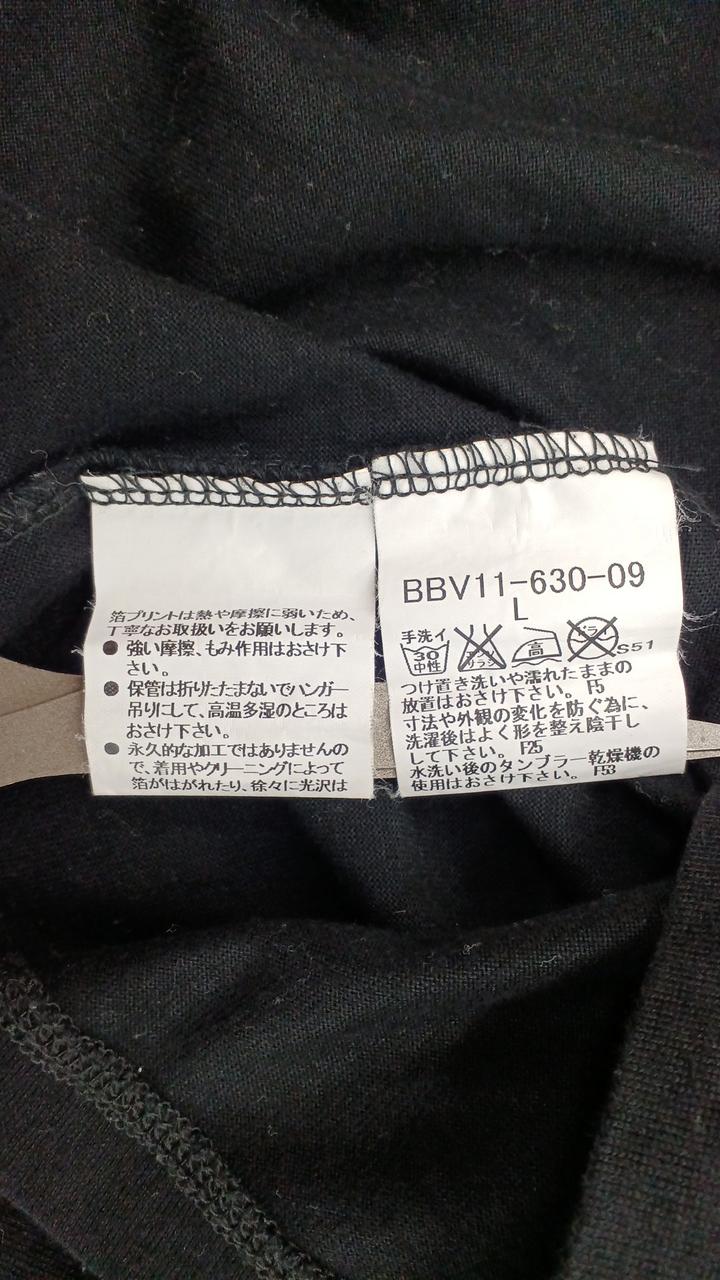 箔プリントは熱や摩擦に弱いため、
丁寧なお取扱いをお願いします。
●強い摩擦、もみ作用はおさけ下
さい。
●保管は折りたたまないでハンガー
吊りにして、高温多湿のところは
おさけ下さい。
●永久的な加工ではありませんの
で、着用やクリーニングによって
箔がはがれたり、徐々に光沢は
BBV11-630-09
L
手洗イ
30
中性
エンソ
サラシ
高
ドライ
S51
つけ置き洗いや濡れたままの
放置はおさけ下さい。 F5
寸法や外観の変化を防ぐ為に、
洗濯後はよく形を整え陰干し
して下さい。 F25
水洗い後のタンブラー乾燥機の
使用はおさけ下さい。 F53